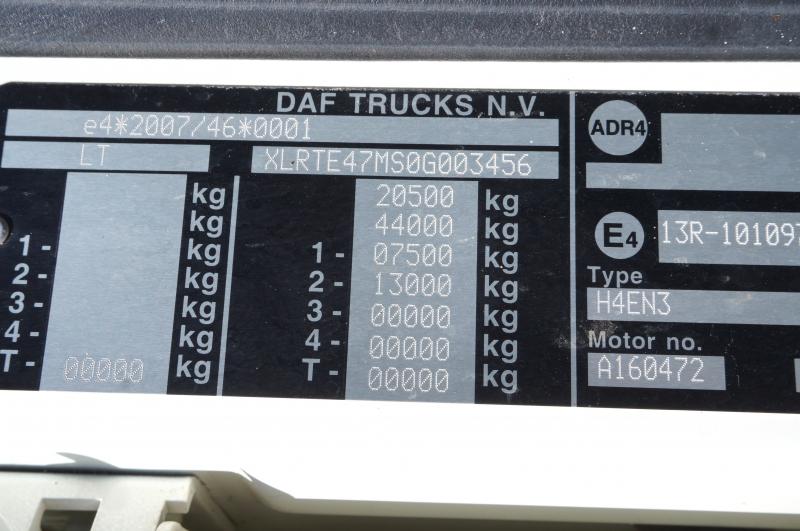 DAF TRUCKS N.V.
e4*2007/46*0001
LT XLRTE47MS0G003456
kg 20500 kg
kg 44000 kg
1- kg 1- 07500 kg
2- kg 2- 13000 kg
3- kg 3- 00000 kg
4- kg 4- 00000 kg
T- 00000 kg T- 00000 kg
ADR4
E4 13R-101097
Type
H4EN3
Motor no.
A160472